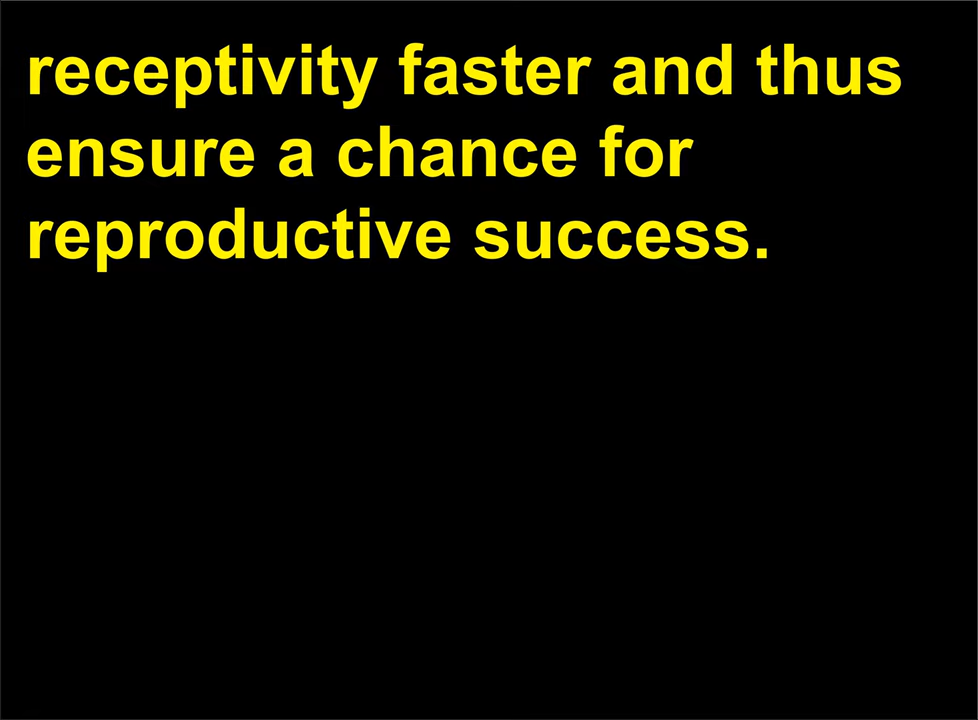 receptivity faster and thus
ensure a chance for
reproductive success.